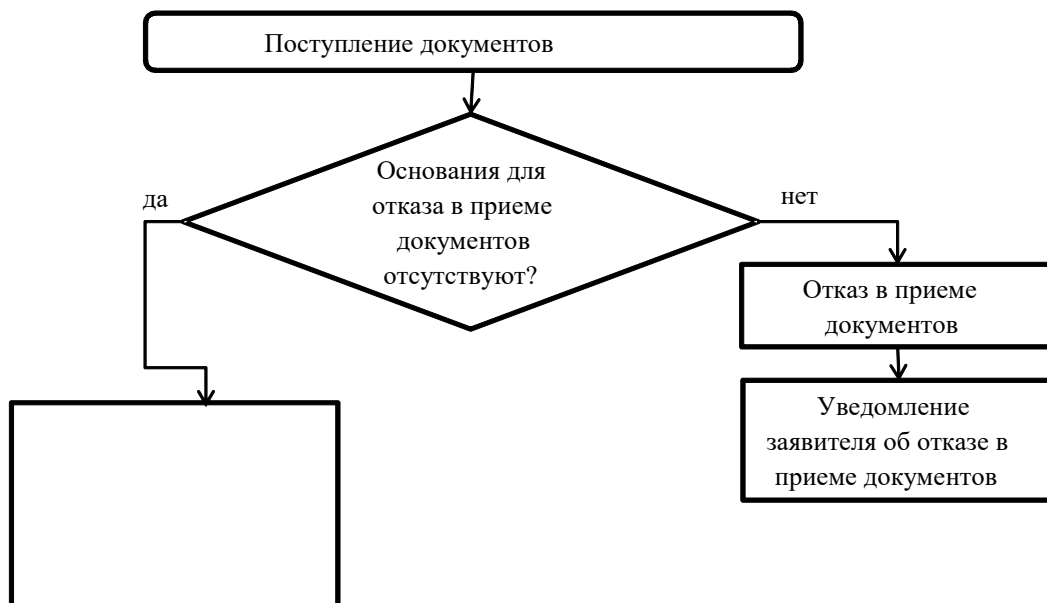 Поступление документов
Основания для
отказа в приеме
документов
отсутствуют?
да
нет
Отказ в приеме
документов
Уведомление
заявителя об отказе в
приеме документов